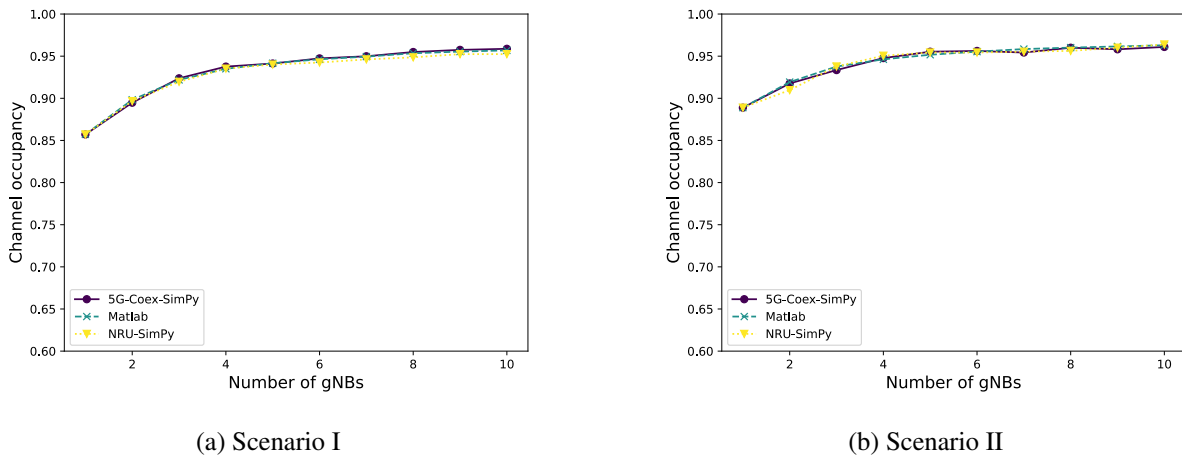 1.00
0.95
0.90
0.85
0.80
0.75
0.70
0.65
0.60
Channel occupancy
5G-Coex-SimPy
Matlab
NRU-SimPy
2 4 6 8 10
Number of gNBs
(a) Scenario I
1.00
0.95
0.90
0.85
0.80
0.75
0.70
0.65
0.60
Channel occupancy
5G-Coex-SimPy
Matlab
NRU-SimPy
2 4 6 8 10
Number of gNBs
(b) Scenario II